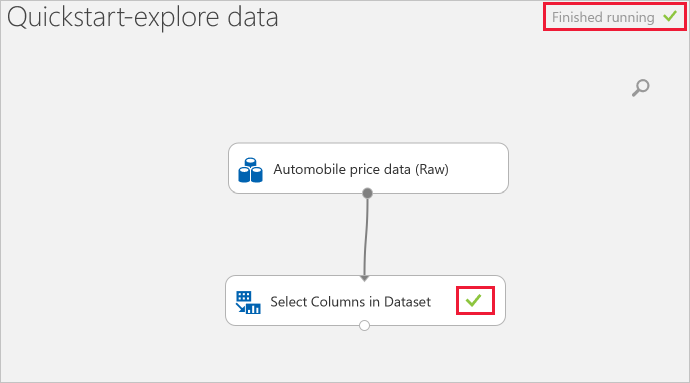 Quickstart-explore data
Finished running
Automobile price data (Raw)
Select Columns in Dataset